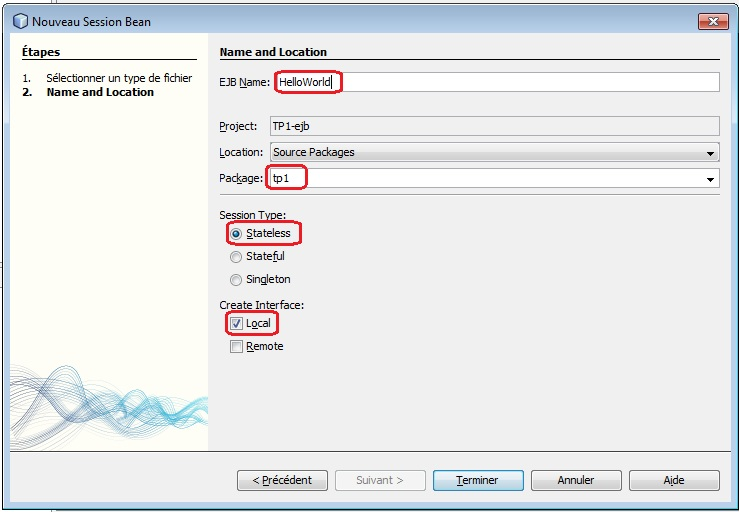 Nouveau Session Bean
Étapes
1. Sélectionner un type de fichier
2. Name and Location
Name and Location
EJB Name: HelloWorld
Project: TP1-ejb
Location: Source Packages
Package: tp1
Session Type:
Stateless
Stateful
Singleton
Create Interface:
Local
Remote
< Précédent Suivant > Terminer Annuler Aide